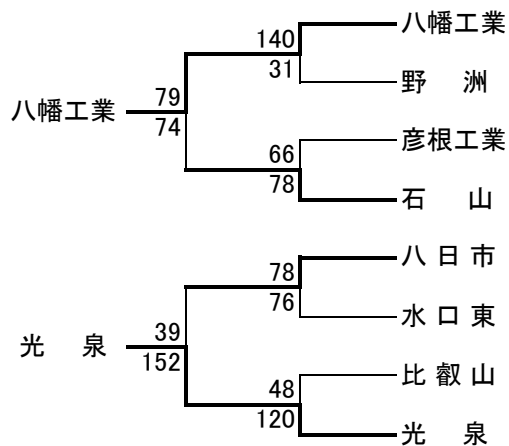 八幡工業
140
31
野　洲
79
八幡工業
74
彦根工業
66
78
石　山
八日市
78
76
水口東
39
光　泉
152
比叡山
48
120
光　泉